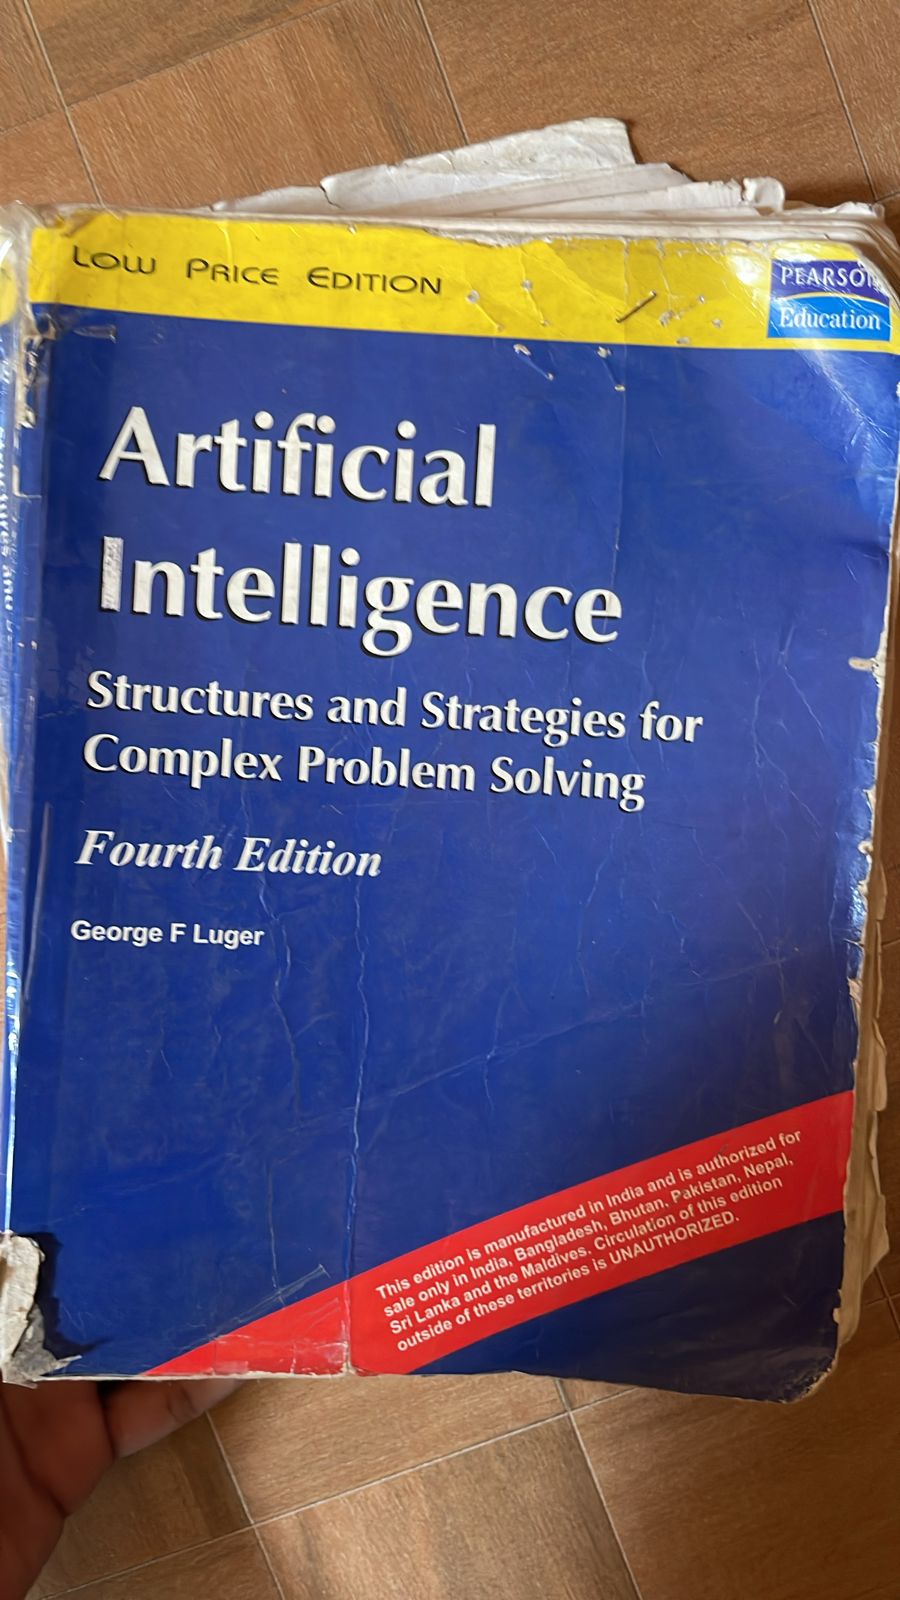 Low Price Edition
PEARSON
Education
Artificial
Intelligence
Structures and Strategies for
Complex Problem Solving
Fourth Edition
George F Luger
This edition is manufactured in India and is authorized for
sale only in India, Bangladesh, Bhutan, Pakistan, Nepal,
Sri Lanka and the Maldives. Circulation of this edition
outside of these territories is UNAUTHORIZED.